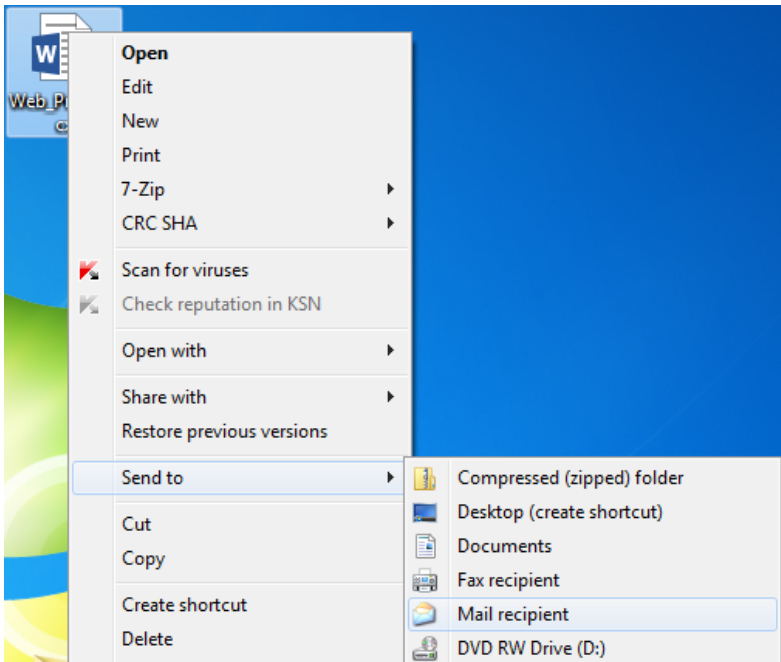 W
Web_P
Open
Edit
New
Print
7-Zip
CRC SHA
Scan for viruses
Check reputation in KSN
Open with
Share with
Restore previous versions
Send to
Cut
Copy
Create shortcut
Delete
Compressed (zipped) folder
Desktop (create shortcut)
Documents
Fax recipient
Mail recipient
DVD RW Drive (D:)